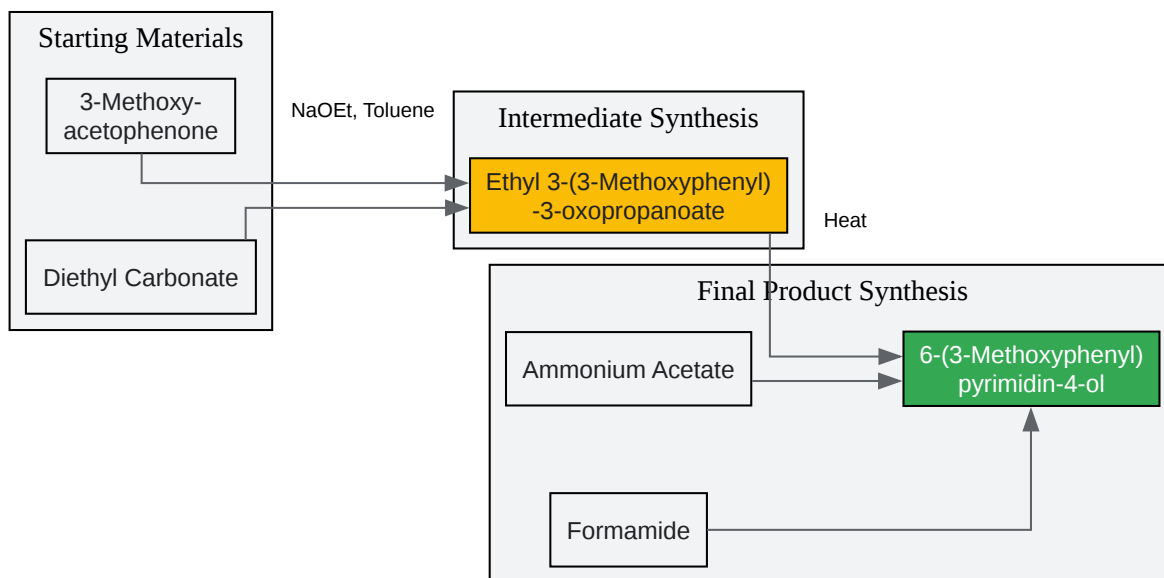 Starting Materials
3-Methoxy-
acetophenone
Diethyl Carbonate
NaOEt, Toluene
Intermediate Synthesis
Ethyl 3-(3-Methoxyphenyl)
-3-oxopropanoate
Heat
Final Product Synthesis
Ammonium Acetate
6-(3-Methoxyphenyl)
pyrimidin-4-ol
Formamide